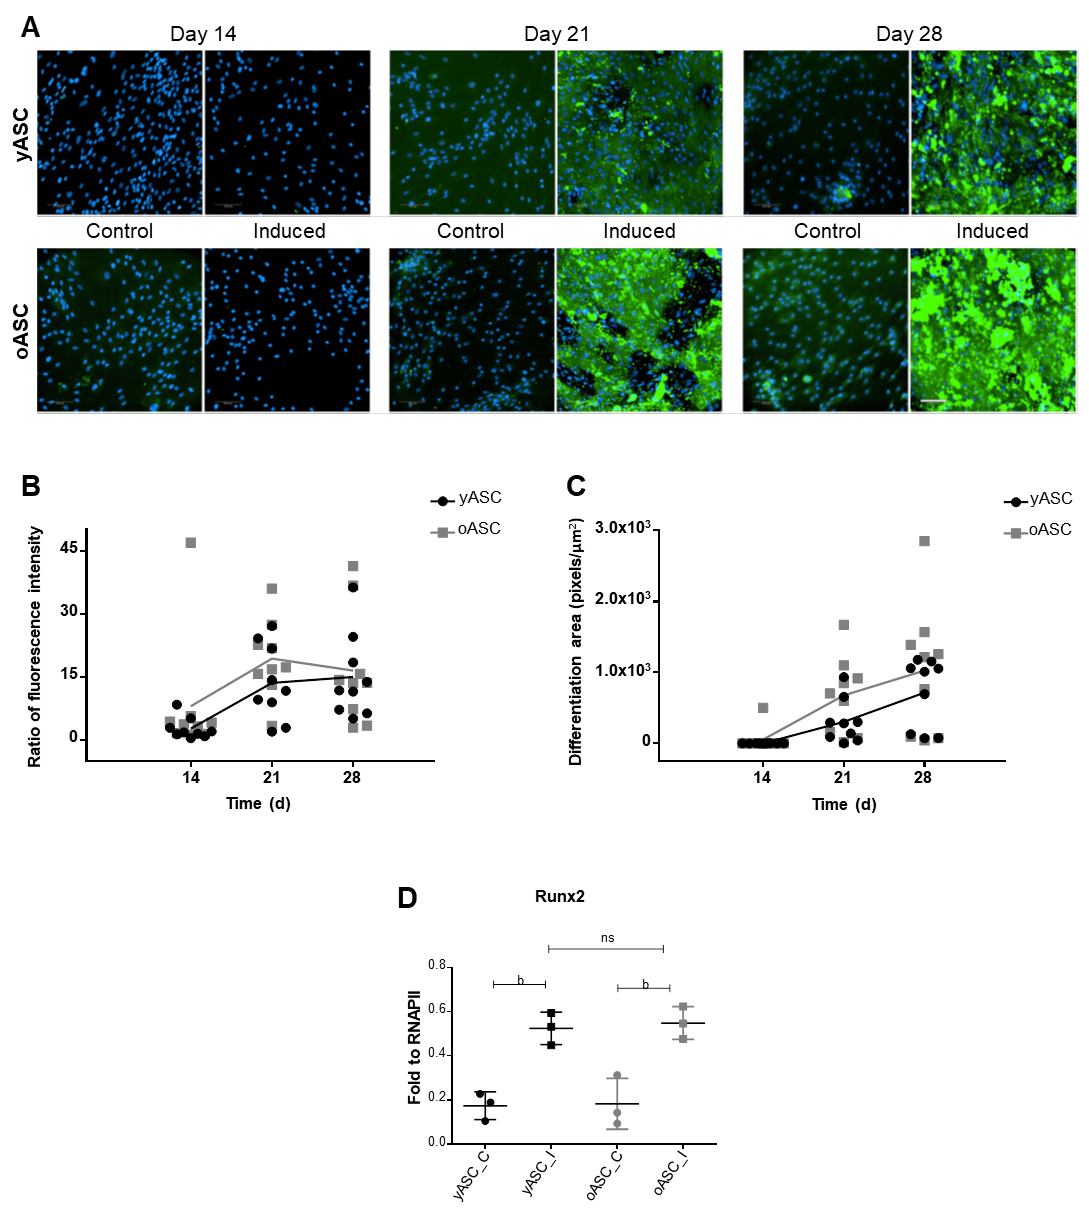 A
Day 14 Day 21 Day 28
yASC
Control Induced Control Induced Control Induced
oASC
B
yASC
oASC
Ratio of fluorescence intensity
45
30
15
0
14 21 28
Time (d)
C
yASC
oASC
Differentiation area (pixels/µm²)
3.0x10³
2.0x10³
1.0x10³
0
14 21 28
Time (d)
D
Runx2
ns
b b
Fold to RNAPII
0.8
0.6
0.4
0.2
0.0
yASC_C yASC_I oASC_C oASC_I